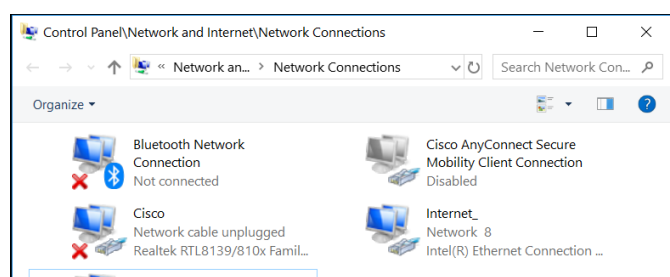 Control Panel\Network and Internet\Network Connections
« Network an... > Network Connections
Search Network Con...
Organize
?
Bluetooth Network
Connection
Not connected
Cisco AnyConnect Secure
Mobility Client Connection
Disabled
Cisco
Network cable unplugged
Realtek RTL8139/810x Famil...
Internet_
Network 8
Intel(R) Ethernet Connection ...